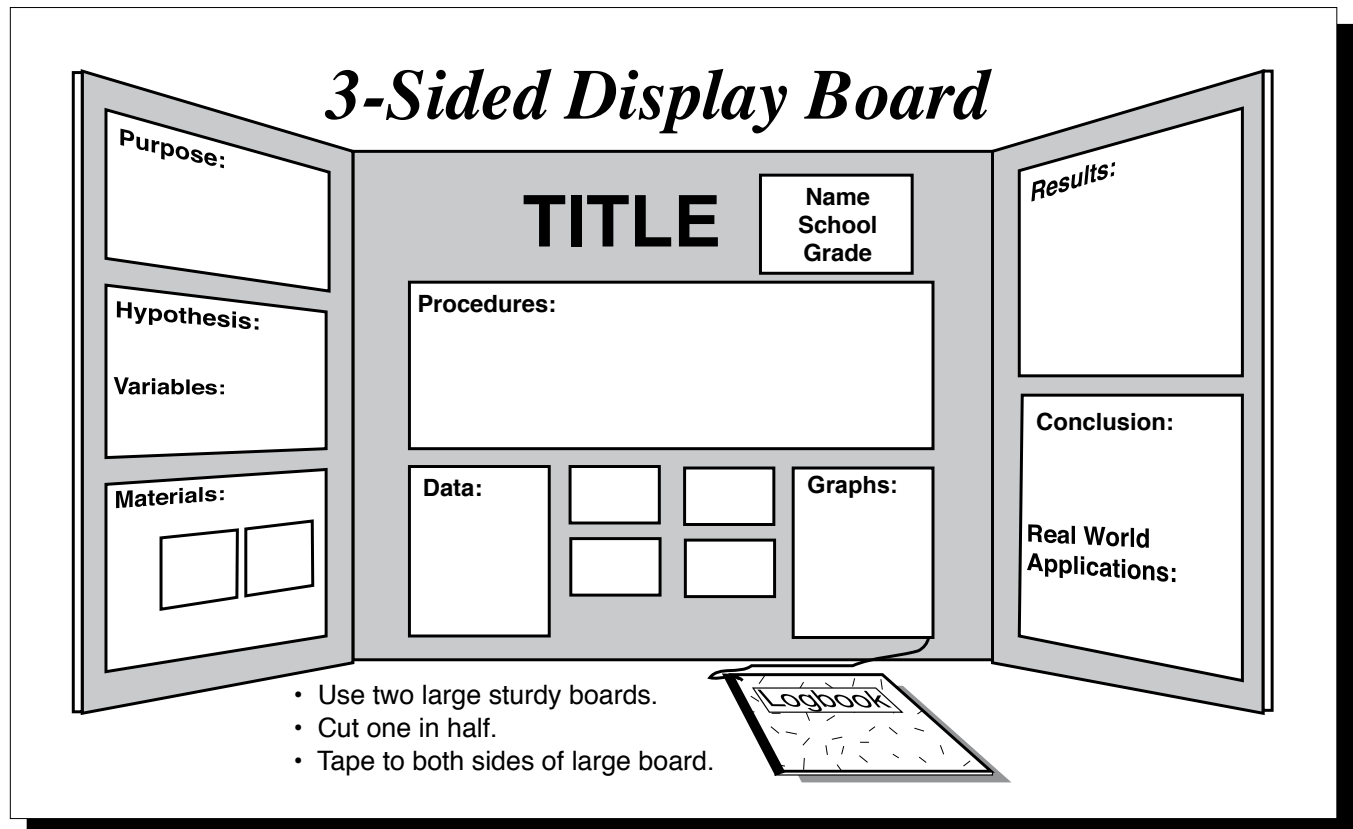 3-Sided Display Board
Purpose:
Hypothesis:
Variables:
Materials:
TITLE
Name
School
Grade
Procedures:
Data:
Graphs:
Results:
Conclusion:
Real World
Applications:
• Use two large sturdy boards.
• Cut one in half.
• Tape to both sides of large board.
Logbook